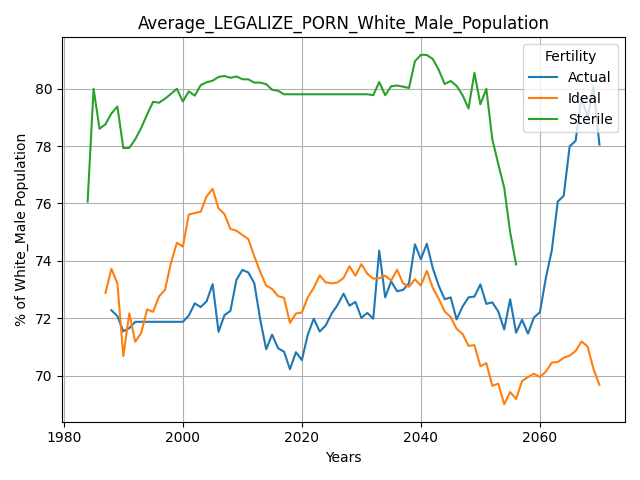 Average_LEGALIZE_PORN_White_Male_Population
Fertility
Actual
Ideal
Sterile
% of White_Male Population
80
78
76
74
72
70
1980
2000
2020
2040
2060
Years